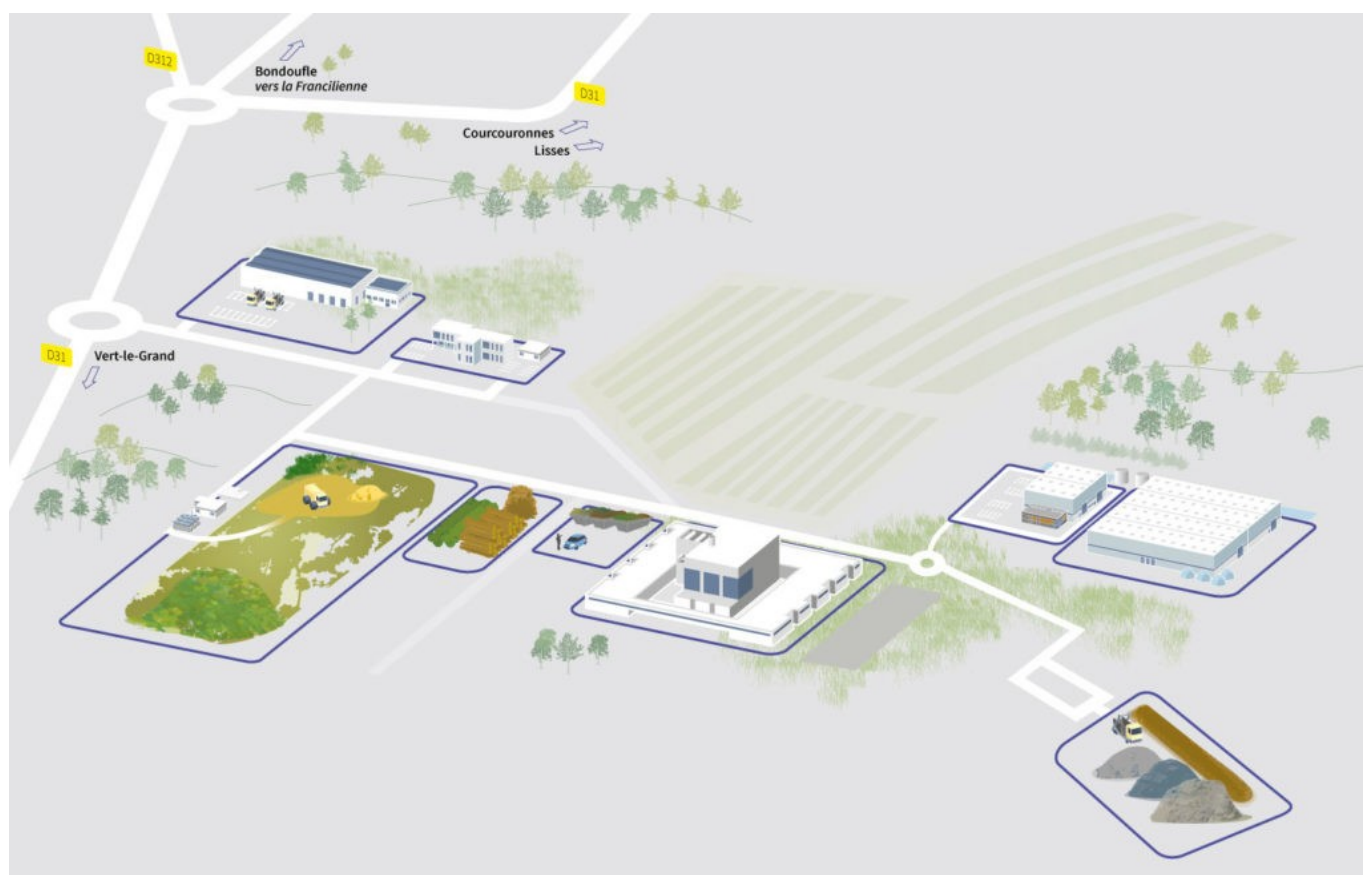 D312
Bondoufle
vers la Francilienne
D31
Courcouronnes
Lisses
D31
Vert-le-Grand